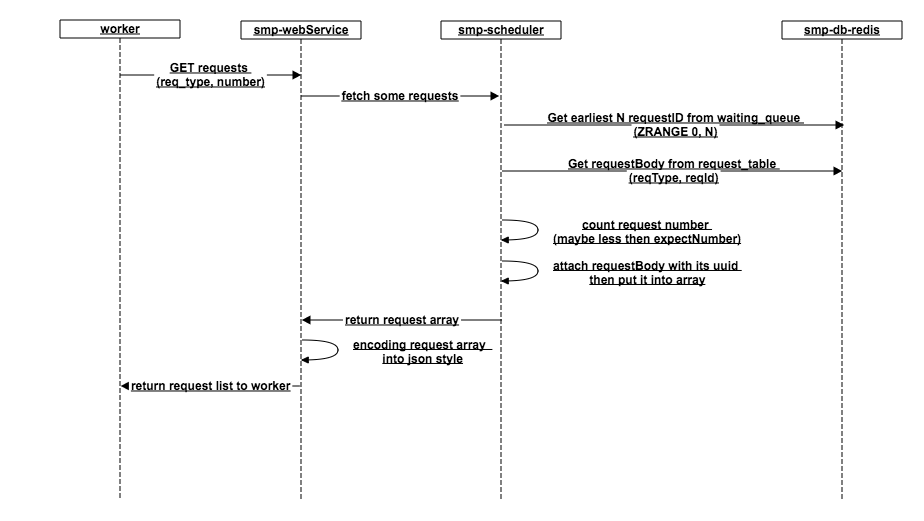 worker
smp-webService
smp-scheduler
smp-db-redis
GET requests
(req_type, number)
fetch some requests
Get earliest N requestID from waiting_queue
(ZRANGE 0, N)
Get requestBody from request_table
(reqType, reqId)
count request number
(maybe less then expectNumber)
attach requestBody with its uuid
then put it into array
return request array
encoding request array
into json style
return request list to worker